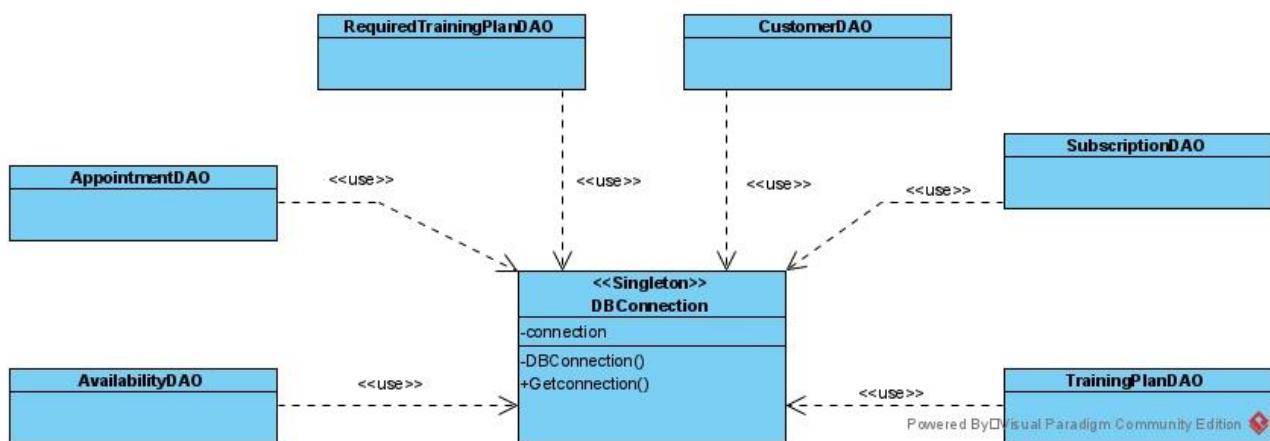 RequiredTrainingPlanDAO
CustomerDAO
SubscriptionDAO
AppointmentDAO
<<use>>
<<use>>
<<use>>
<<use>>
<<Singleton>>
DBConnection
-connection
-DBConnection()
+Getconnection()
AvailabilityDAO
<<use>>
<<use>>
TrainingPlanDAO
Powered By□Visual Paradigm Community Edition